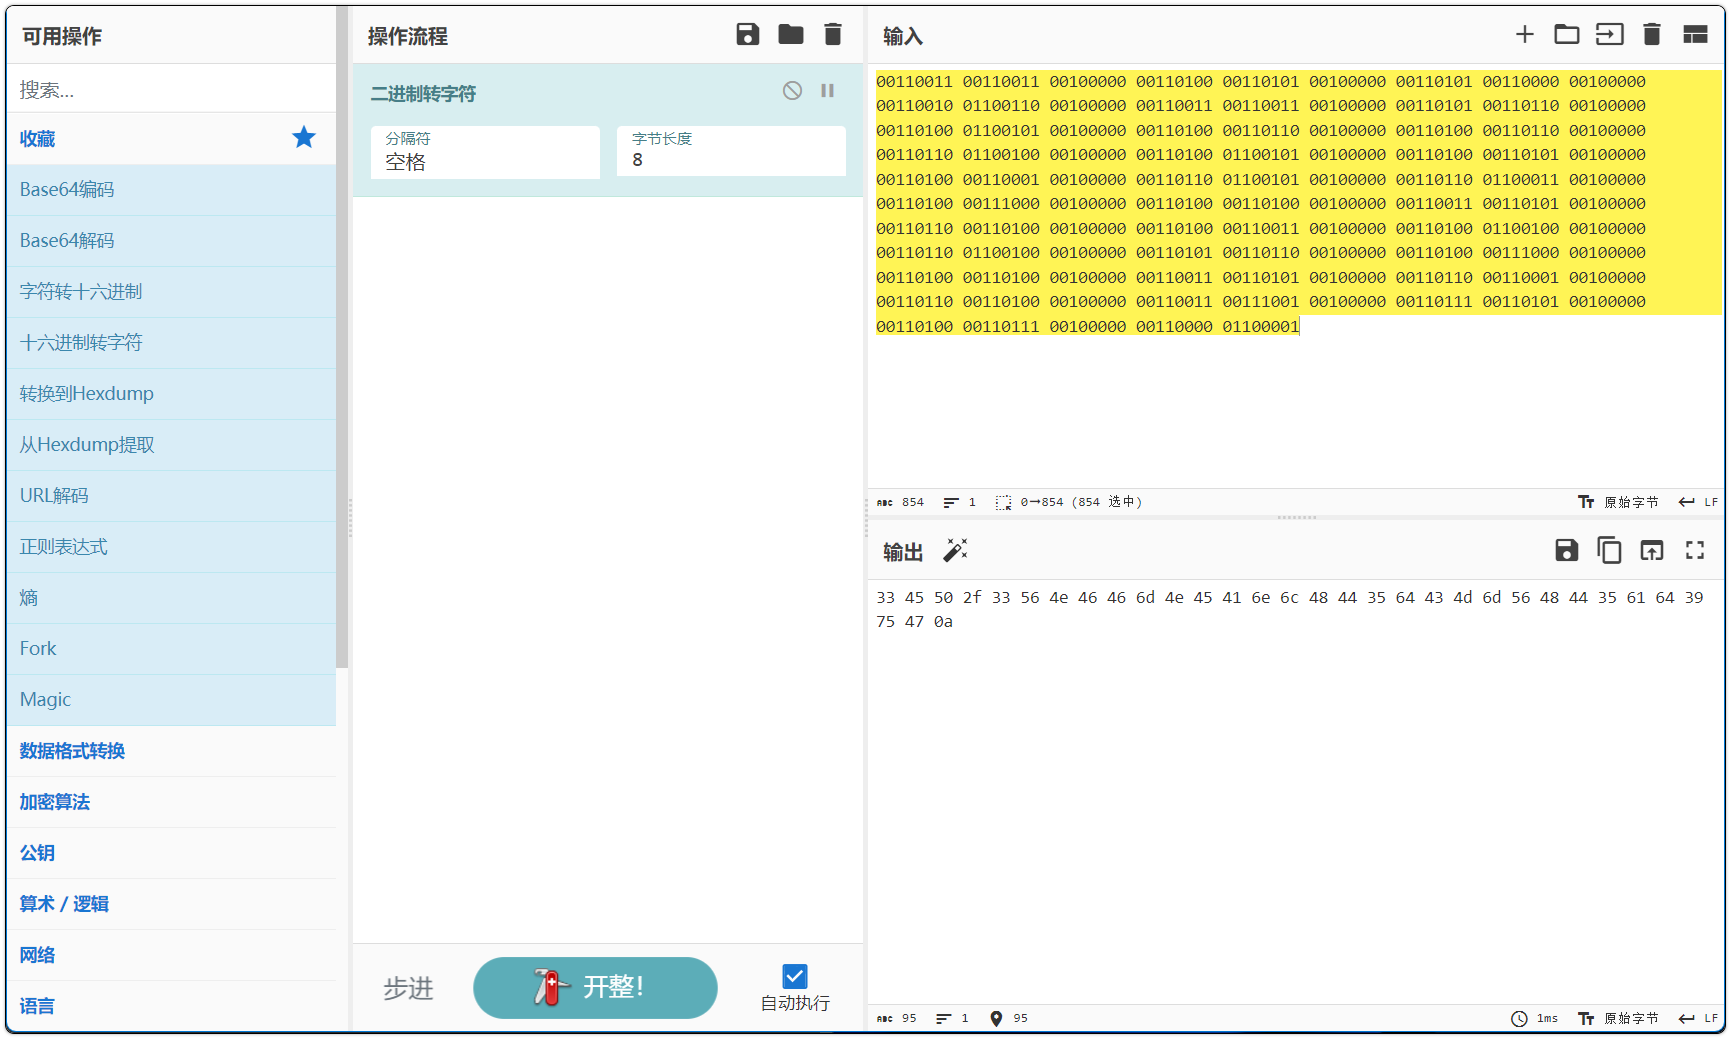 可用操作
搜索...
收藏
Base64编码
Base64解码
字符转十六进制
十六进制转字符
转换到Hexdump
从Hexdump提取
URL解码
正则表达式
熵
Fork
Magic
数据格式转换
加密算法
公钥
算术 / 逻辑
网络
语言
操作流程
二进制转字符
分隔符
空格
字节长度
8
步进
开整!
自动执行
输入
00110011 00110011 00100000 00110100 00110101 00100000 00110101 00110000 00100000
00110010 01100110 00100000 00110011 00110011 00100000 00110101 00110110 00100000
00110100 01100101 00100000 00110100 00110110 00100000 00110100 00110110 00100000
00110110 01100100 00100000 00110100 01100101 00100000 00110100 00110101 00100000
00110100 00110001 00100000 00110110 01100101 00100000 00110110 01100011 00100000
00110100 00111000 00100000 00110100 00110100 00100000 00110011 00110101 00100000
00110110 00110100 00100000 00110100 00110011 00100000 00110100 01100100 00100000
00110110 01100100 00100000 00110101 00110110 00100000 00110100 00111000 00100000
00110100 00110100 00100000 00110011 00110101 00100000 00110110 00110001 00100000
00110110 00110100 00100000 00110011 00111001 00100000 00110111 00110101 00100000
00110100 00110111 00100000 00110000 01100001
ABC 854 1 0→854 (854 选中) Tт 原始字节 LF
输出
33 45 50 2f 33 56 4e 46 46 6d 4e 45 41 6e 6c 48 44 35 64 43 4d 6d 56 48 44 35 61 64 39
75 47 0a
ABC 95 1 95 1ms Tт 原始字节 LF